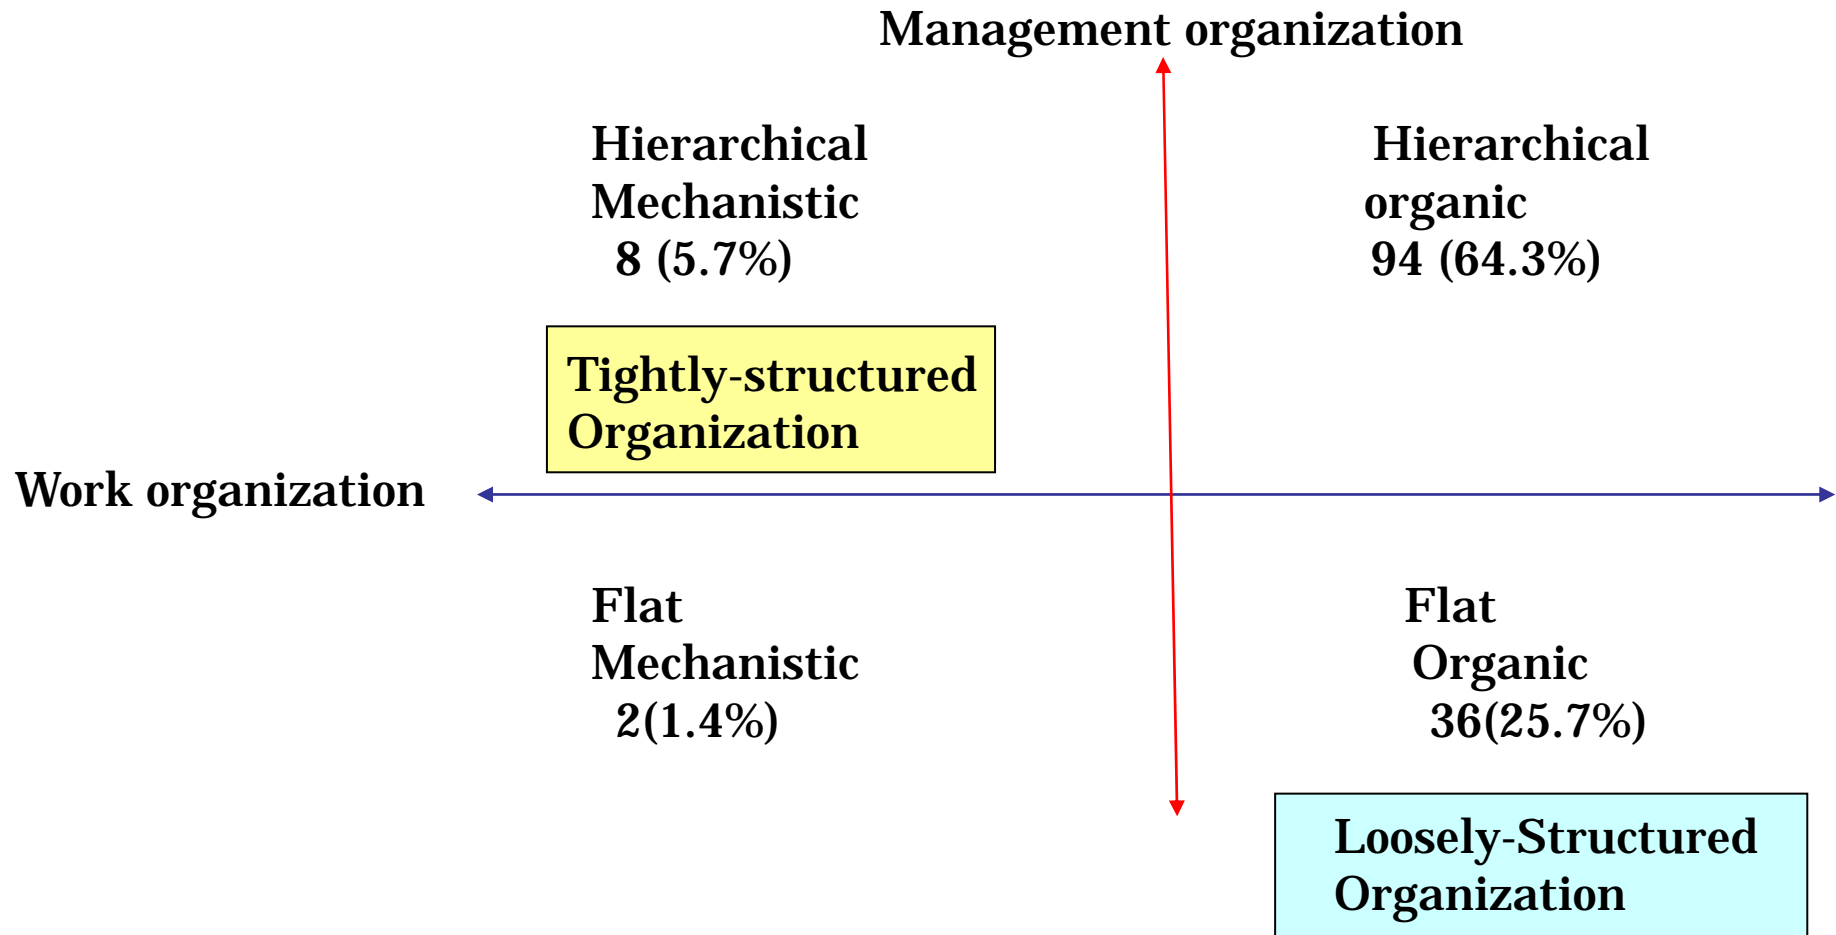 Management organization
Hierarchical
Mechanistic
8 (5.7%)
Hierarchical
organic
94 (64.3%)
Tightly-structured
Organization
Work organization
Flat
Mechanistic
2(1.4%)
Flat
Organic
36(25.7%)
Loosely-Structured
Organization